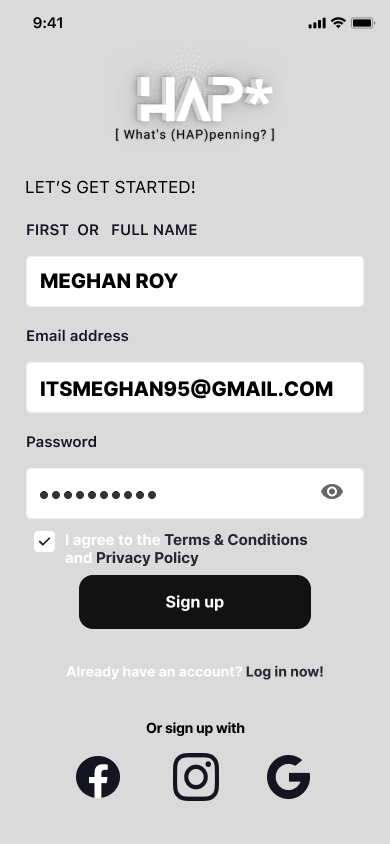 9:41
HAP*
[ What's (HAP)penning? ]
LET'S GET STARTED!
FIRST OR FULL NAME
MEGHAN ROY
Email address
ITSMEGHAN95@GMAIL.COM
Password
I agree to the Terms & Conditions
and Privacy Policy
Sign up
Already have an account? Log in now!
Or sign up with